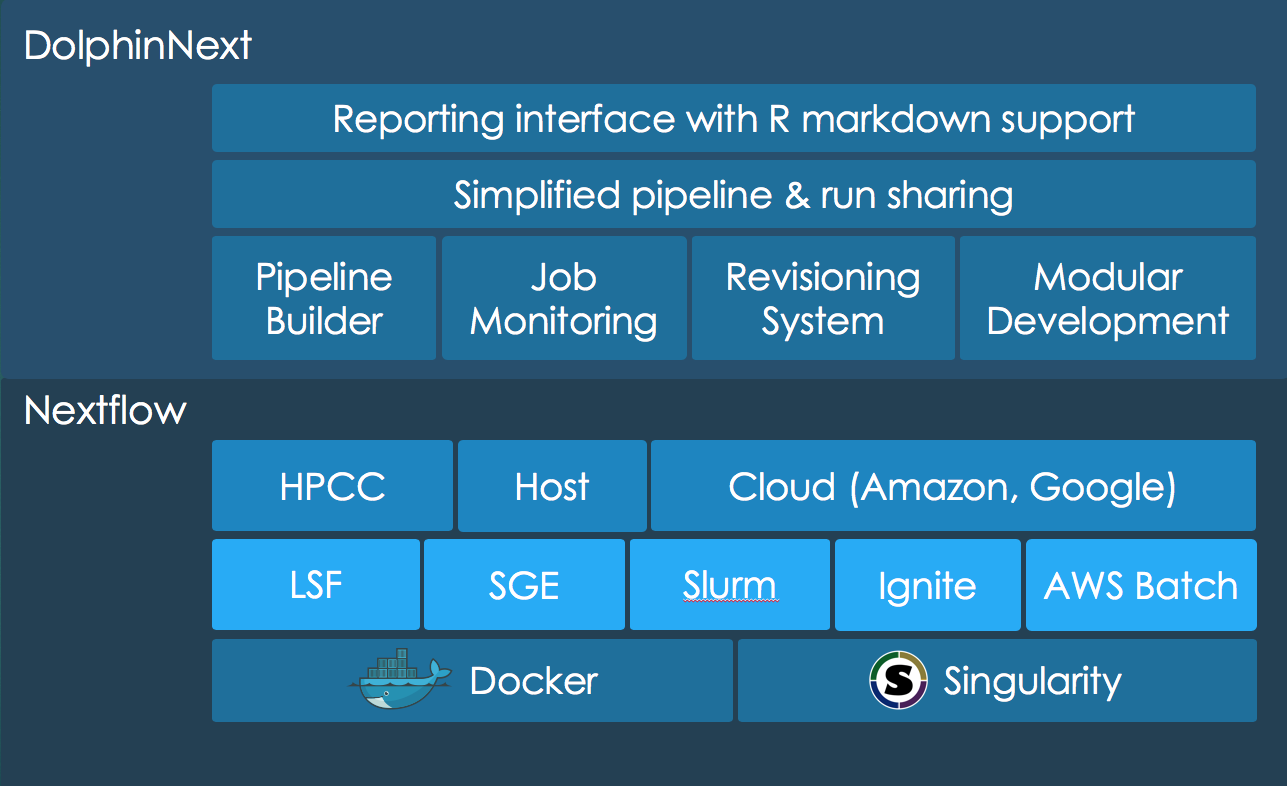 DolphinNext
Reporting interface with R markdown support
Simplified pipeline & run sharing
Pipeline
Builder
Job
Monitoring
Revisioning
System
Modular
Development
Nextflow
HPCC
Host
Cloud (Amazon, Google)
LSF
SGE
Slurm
Ignite
AWS Batch
Docker
S
Singularity